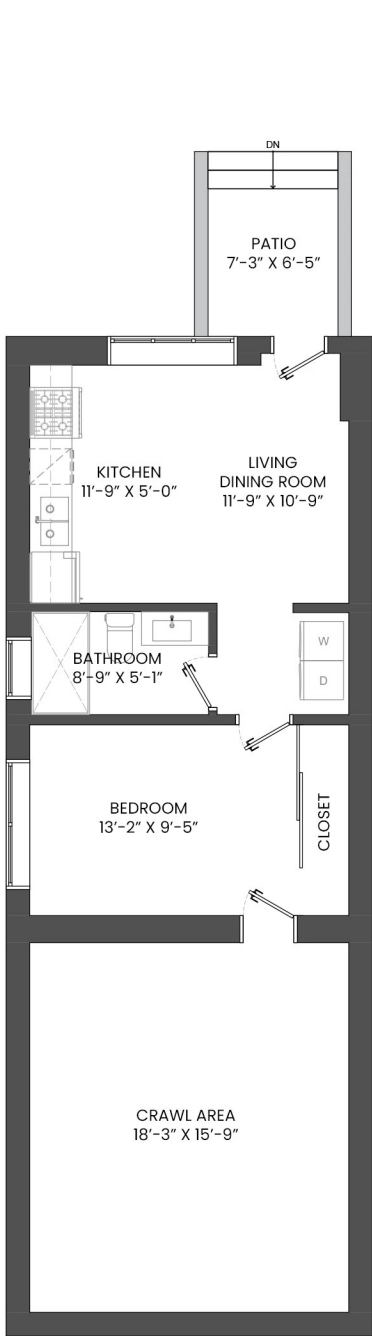 DN
PATIO
7’-3” X 6’-5”
KITCHEN
11’-9” X 5’-0”
LIVING
DINING ROOM
11’-9” X 10’-9”
BATHROOM
8’-9” X 5’-1”
W
D
BEDROOM
13’-2” X 9’-5”
CLOSET
CRAWL AREA
18’-3” X 15’-9”